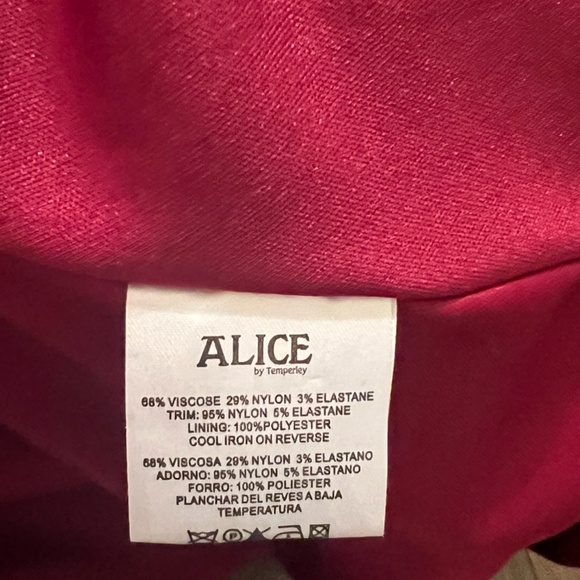 ALICE
by Temperley
68% VISCOSE 29% NYLON 3% ELASTANE
TRIM: 95% NYLON 5% ELASTANE
LINING: 100%POLYESTER
COOL IRON ON REVERSE
68% VISCOSA 29% NYLON 3% ELASTANO
ADORNO: 95% NYLON 5% ELASTANO
FORRO: 100% POLIESTER
PLANCHAR DEL REVES A BAJA
TEMPERATURA
P